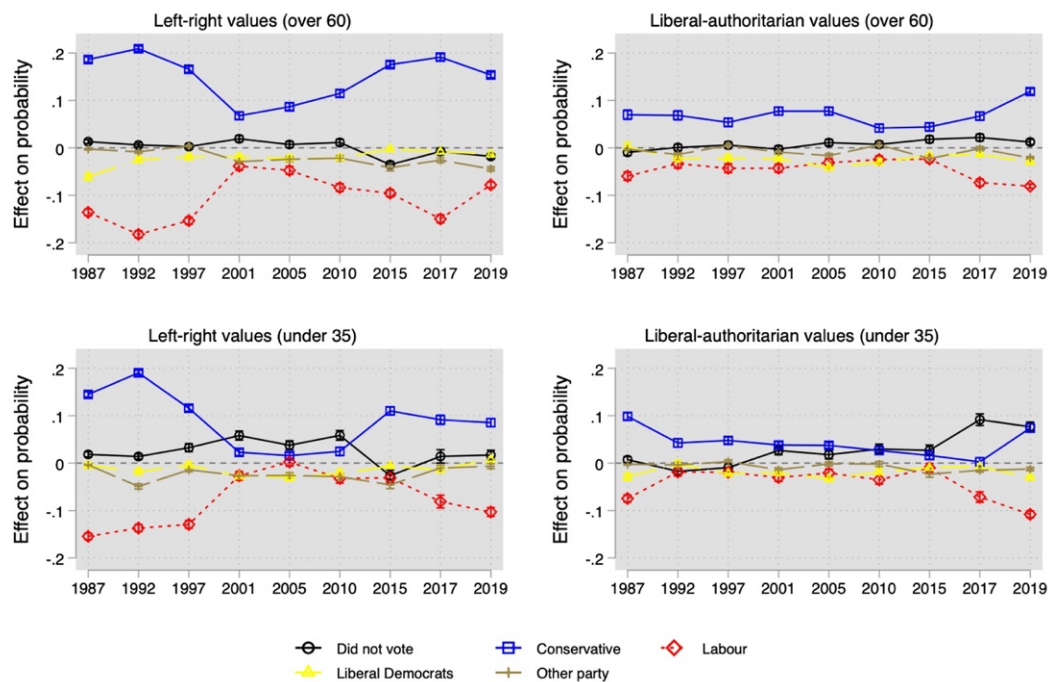 Left-right values (over 60)
Effect on probability
.2
.1
0
-.1
-.2
1987 1992 1997 2001 2005 2010 2015 2017 2019
Liberal-authoritarian values (over 60)
Effect on probability
.2
.1
0
-.1
-.2
1987 1992 1997 2001 2005 2010 2015 2017 2019
Left-right values (under 35)
Effect on probability
.2
.1
0
-.1
-.2
1987 1992 1997 2001 2005 2010 2015 2017 2019
Liberal-authoritarian values (under 35)
Effect on probability
.2
.1
0
-.1
-.2
1987 1992 1997 2001 2005 2010 2015 2017 2019
Did not vote Conservative Labour
Liberal Democrats Other party